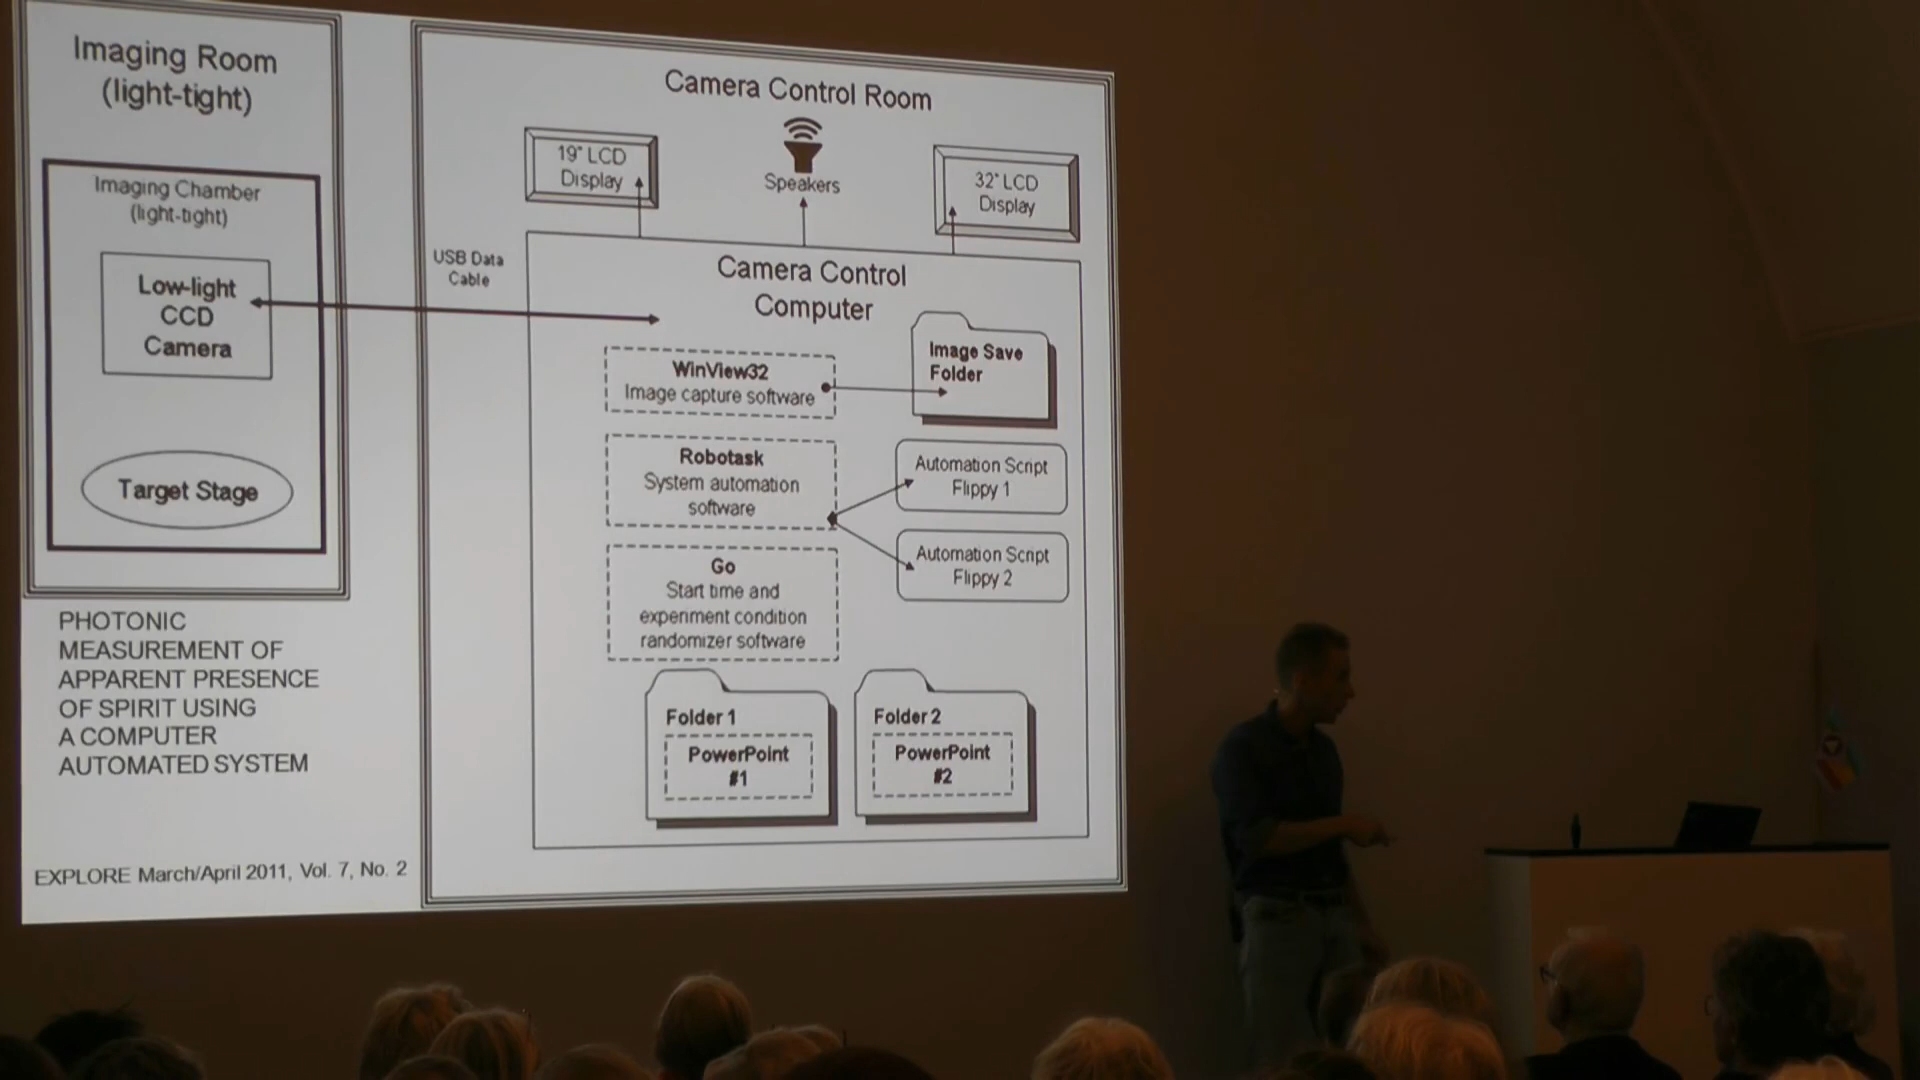 Imaging Room
(light-tight)
Imaging Chamber
(light-tight)
Low-light
CCD
Camera
Target Stage
PHOTONIC
MEASUREMENT OF
APPARENT PRESENCE
OF SPIRIT USING
A COMPUTER
AUTOMATED SYSTEM
EXPLORE March/April 2011, Vol. 7, No. 2
Camera Control Room
19" LCD
Display
Speakers
32" LCD
Display
USB Data
Cable
Camera Control
Computer
WinView32
Image capture software
Image Save
Folder
Robotask
System automation
software
Automation Script
Flippy 1
Automation Script
Flippy 2
Go
Start time and
experiment condition
randomizer software
Folder 1
PowerPoint
#1
Folder 2
PowerPoint
#2